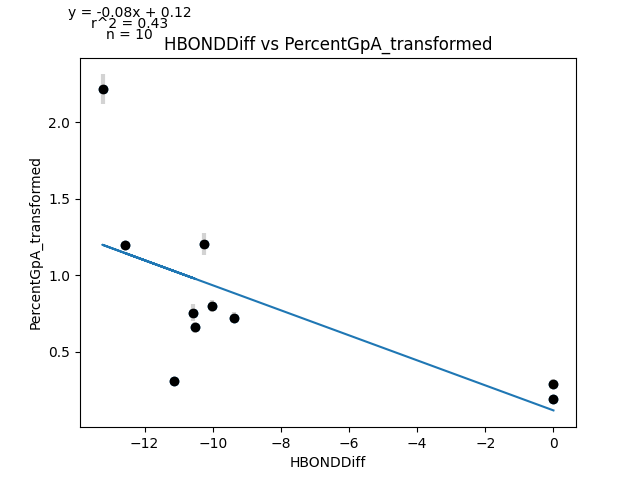 y = -0.08x + 0.12
r^2 = 0.43
n = 10
HBONDDiff vs PercentGpA_transformed
PercentGpA_transformed
2.0
1.5
1.0
0.5
−12
−10
−8
−6
−4
−2
0
HBONDDiff